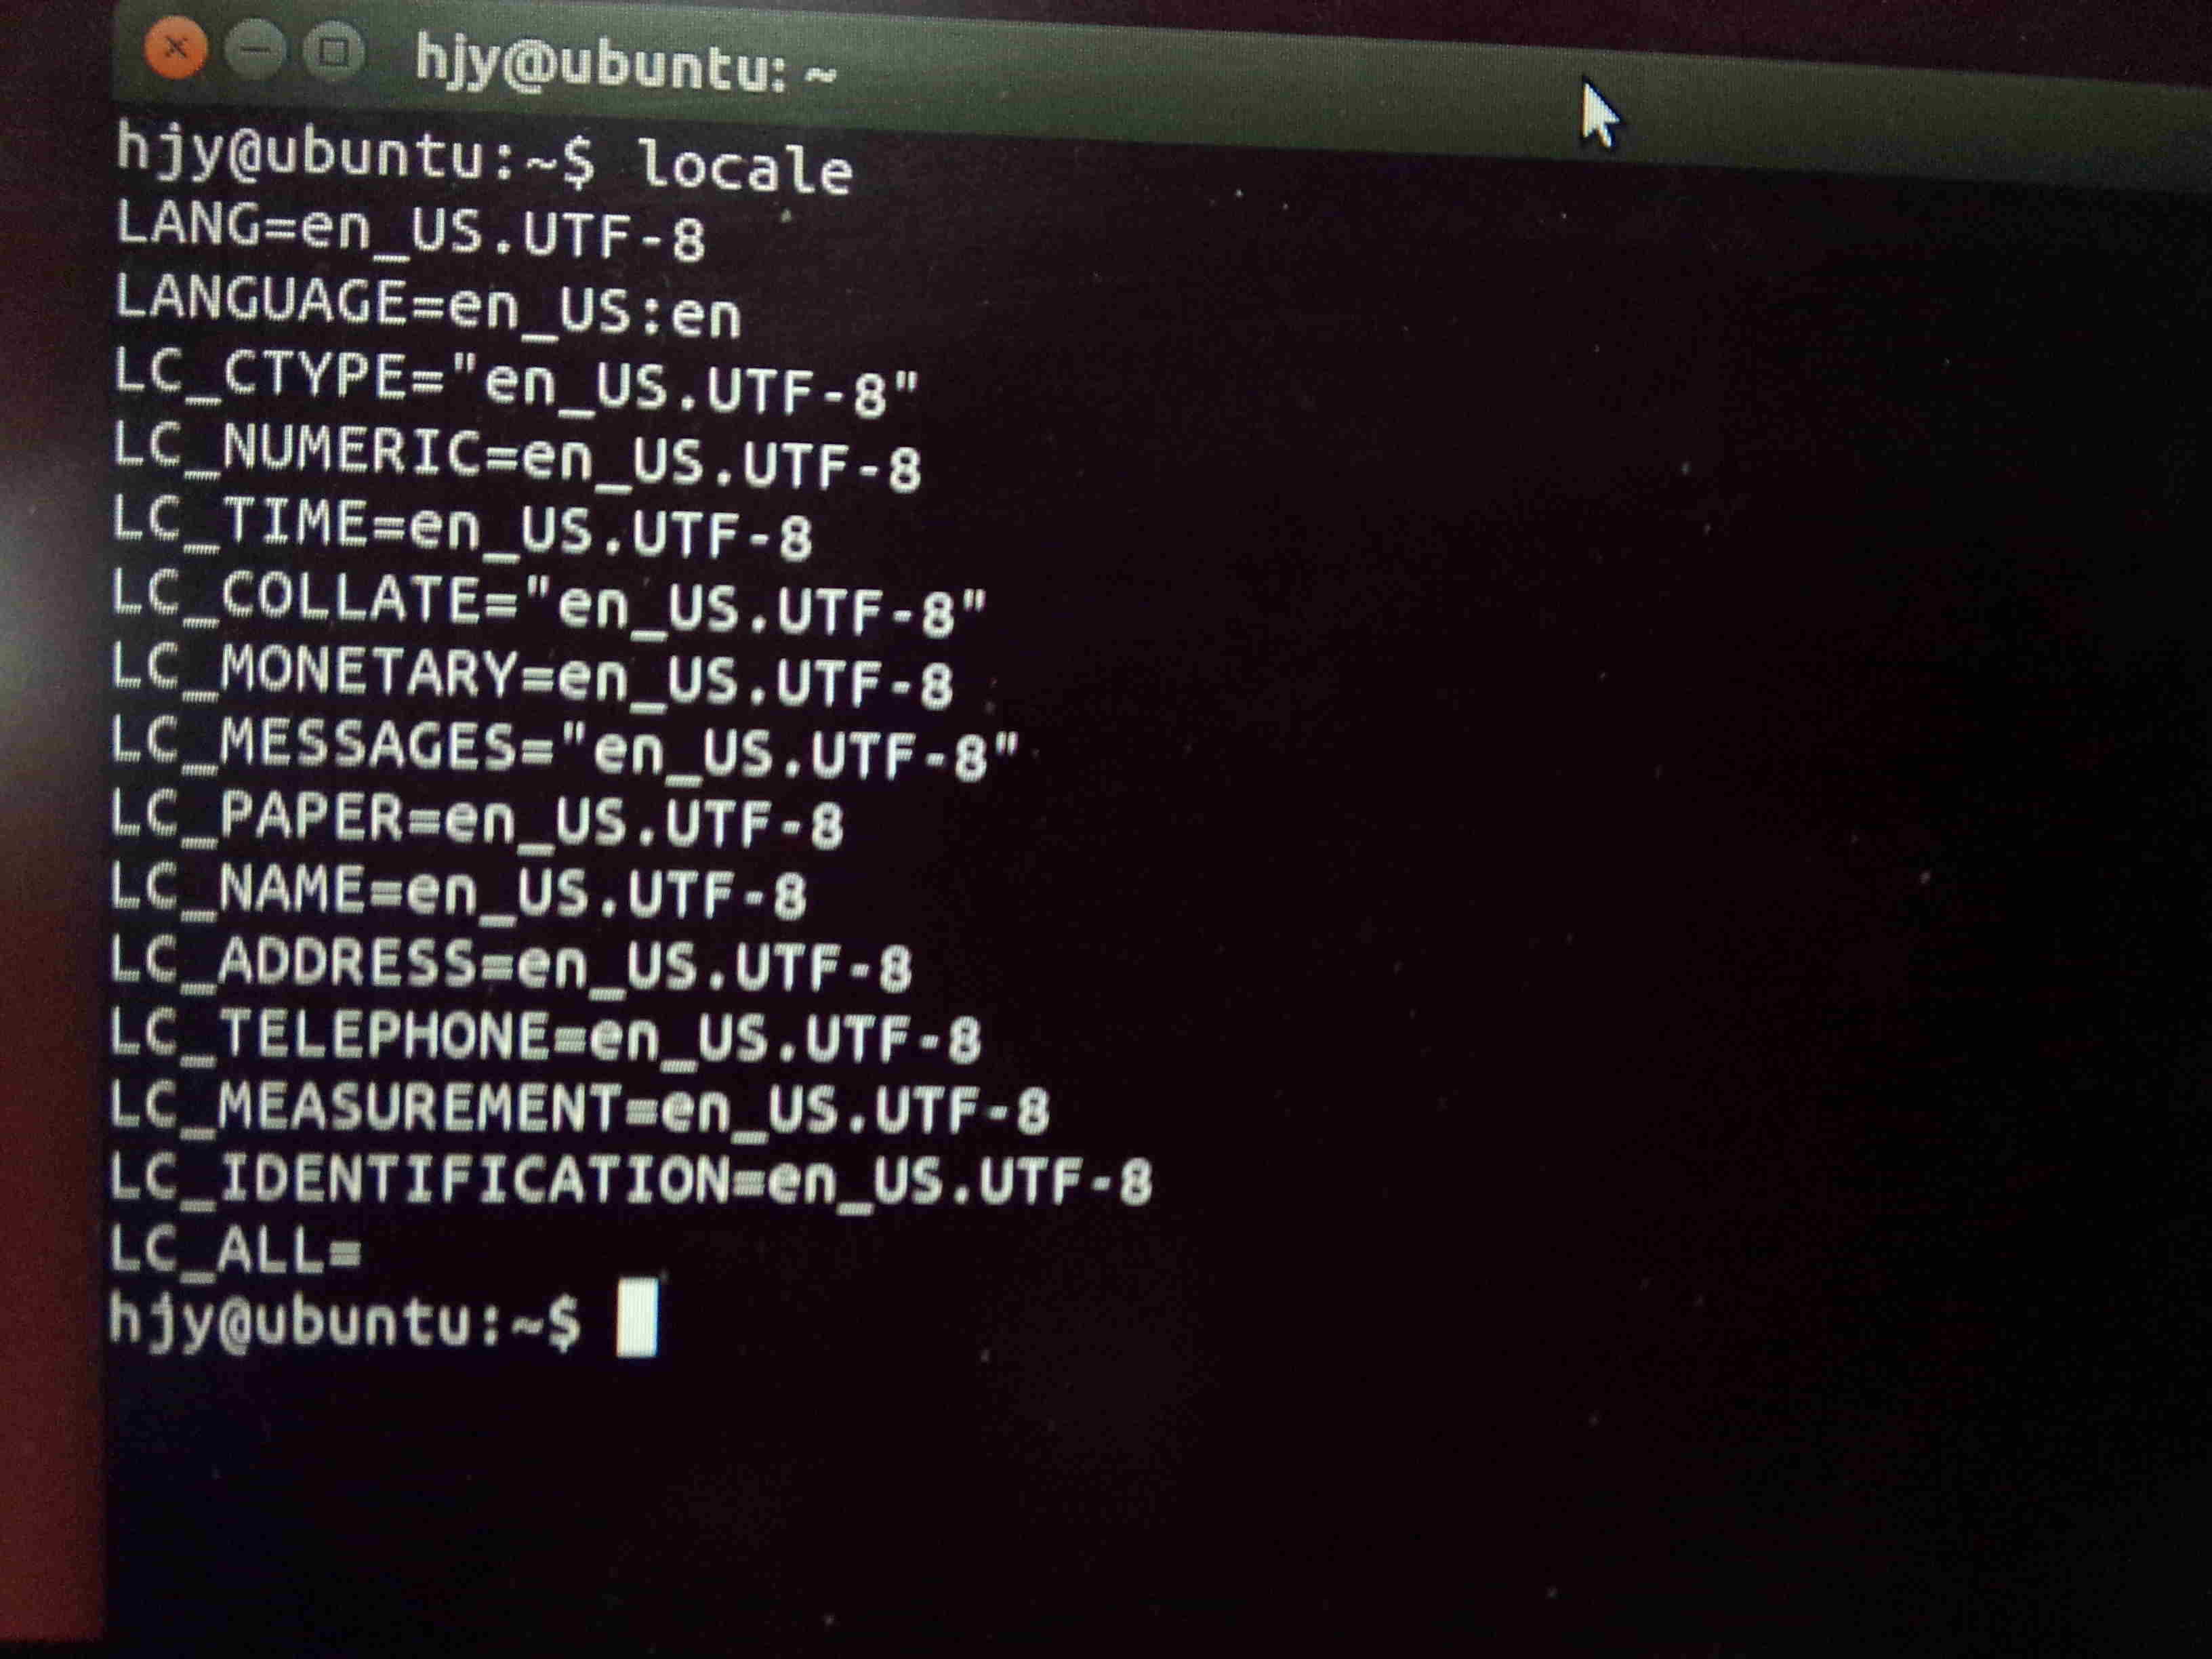 hjy@ubuntu: ~
hjy@ubuntu:~$ locale
LANG=en_US.UTF-8
LANGUAGE=en_US:en
LC_CTYPE="en_US.UTF-8"
LC_NUMERIC=en_US.UTF-8
LC_TIME=en_US.UTF-8
LC_COLLATE="en_US.UTF-8"
LC_MONETARY=en_US.UTF-8
LC_MESSAGES="en_US.UTF-8"
LC_PAPER=en_US.UTF-8
LC_NAME=en_US.UTF-8
LC_ADDRESS=en_US.UTF-8
LC_TELEPHONE=en_US.UTF-8
LC_MEASUREMENT=en_US.UTF-8
LC_IDENTIFICATION=en_US.UTF-8
LC_ALL=
hjy@ubuntu:~$